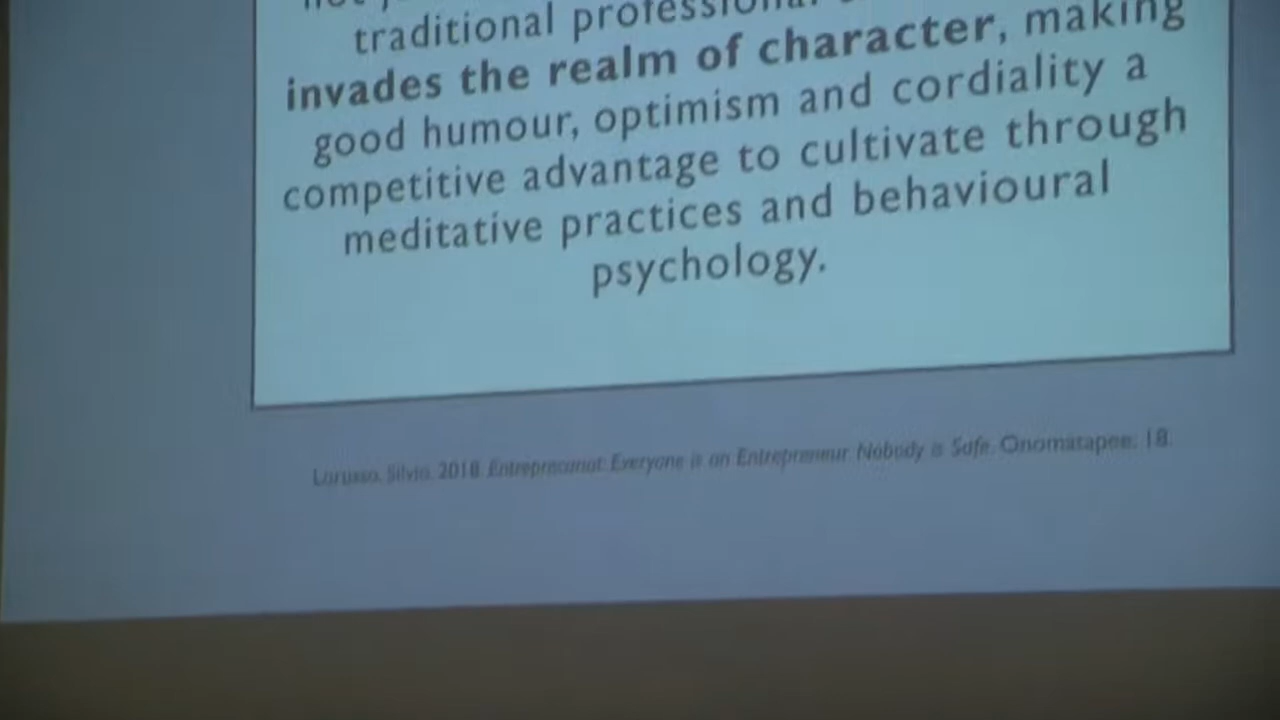 traditional professional
invades the realm of character, making
good humour, optimism and cordiality a
competitive advantage to cultivate through
meditative practices and behavioural
psychology.
Lorusso, Silvio. 2018. Entreprecariat: Everyone is an Entrepreneur. Nobody is Safe. Onomatopee: 18.